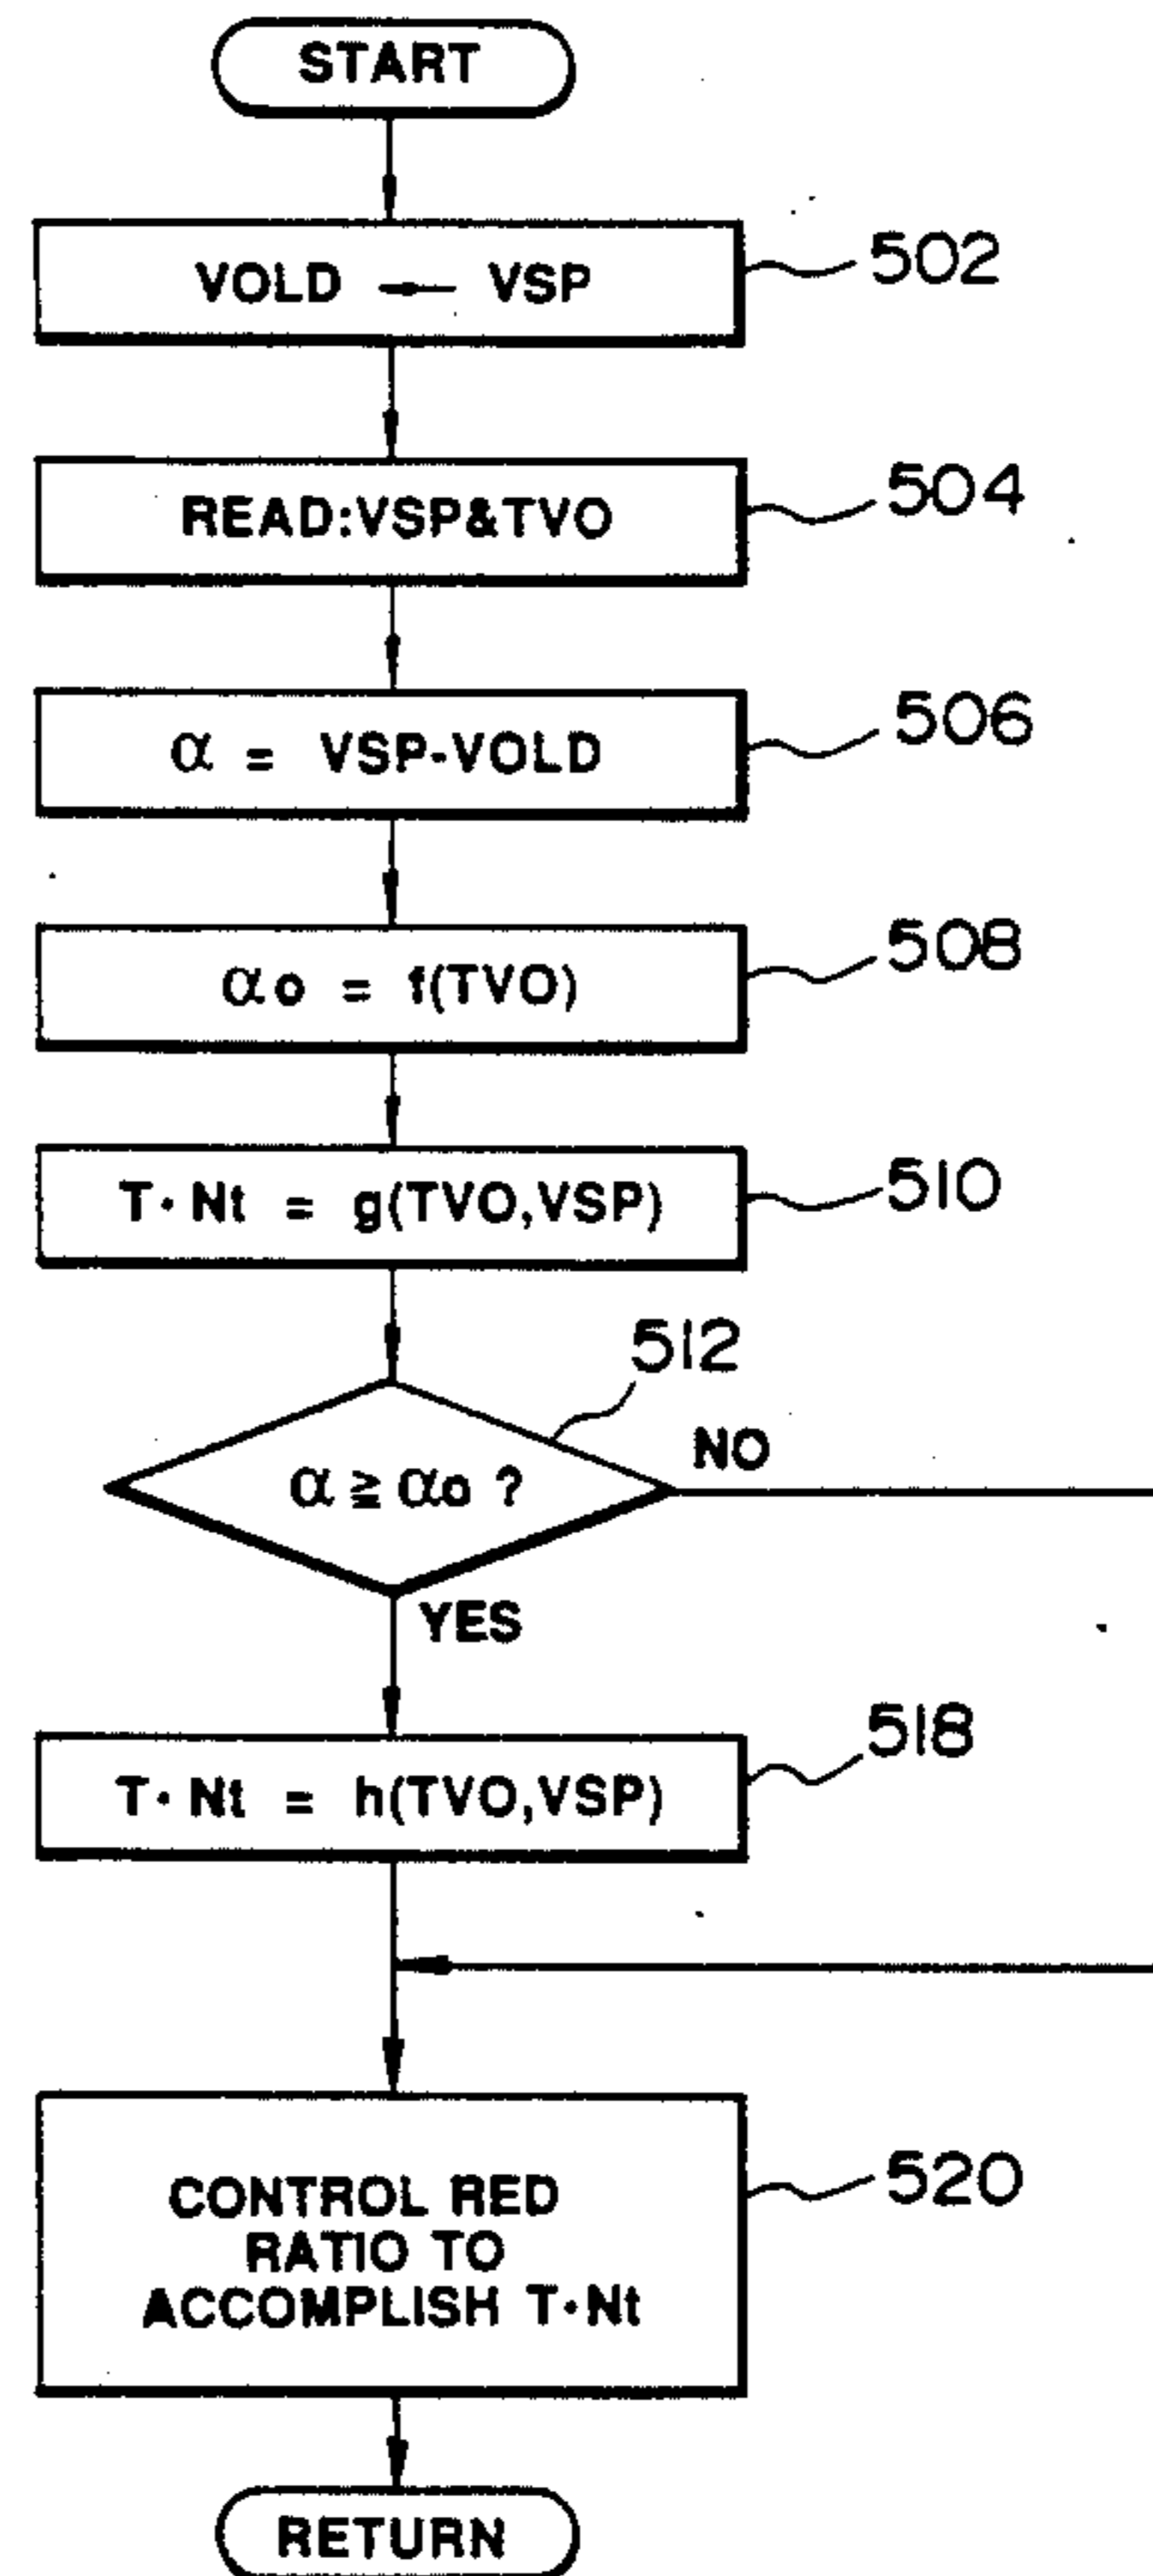 START
VOLD ← VSP
502
READ:VSP&TVO
504
α = VSP-VOLD
506
αo = f(TVO)
508
T·Nt = g(TVO,VSP)
510
512
α ≧ αo ?
NO
YES
T·Nt = h(TVO,VSP)
518
CONTROL RED
RATIO TO
ACCOMPLISH T·Nt
520
RETURN